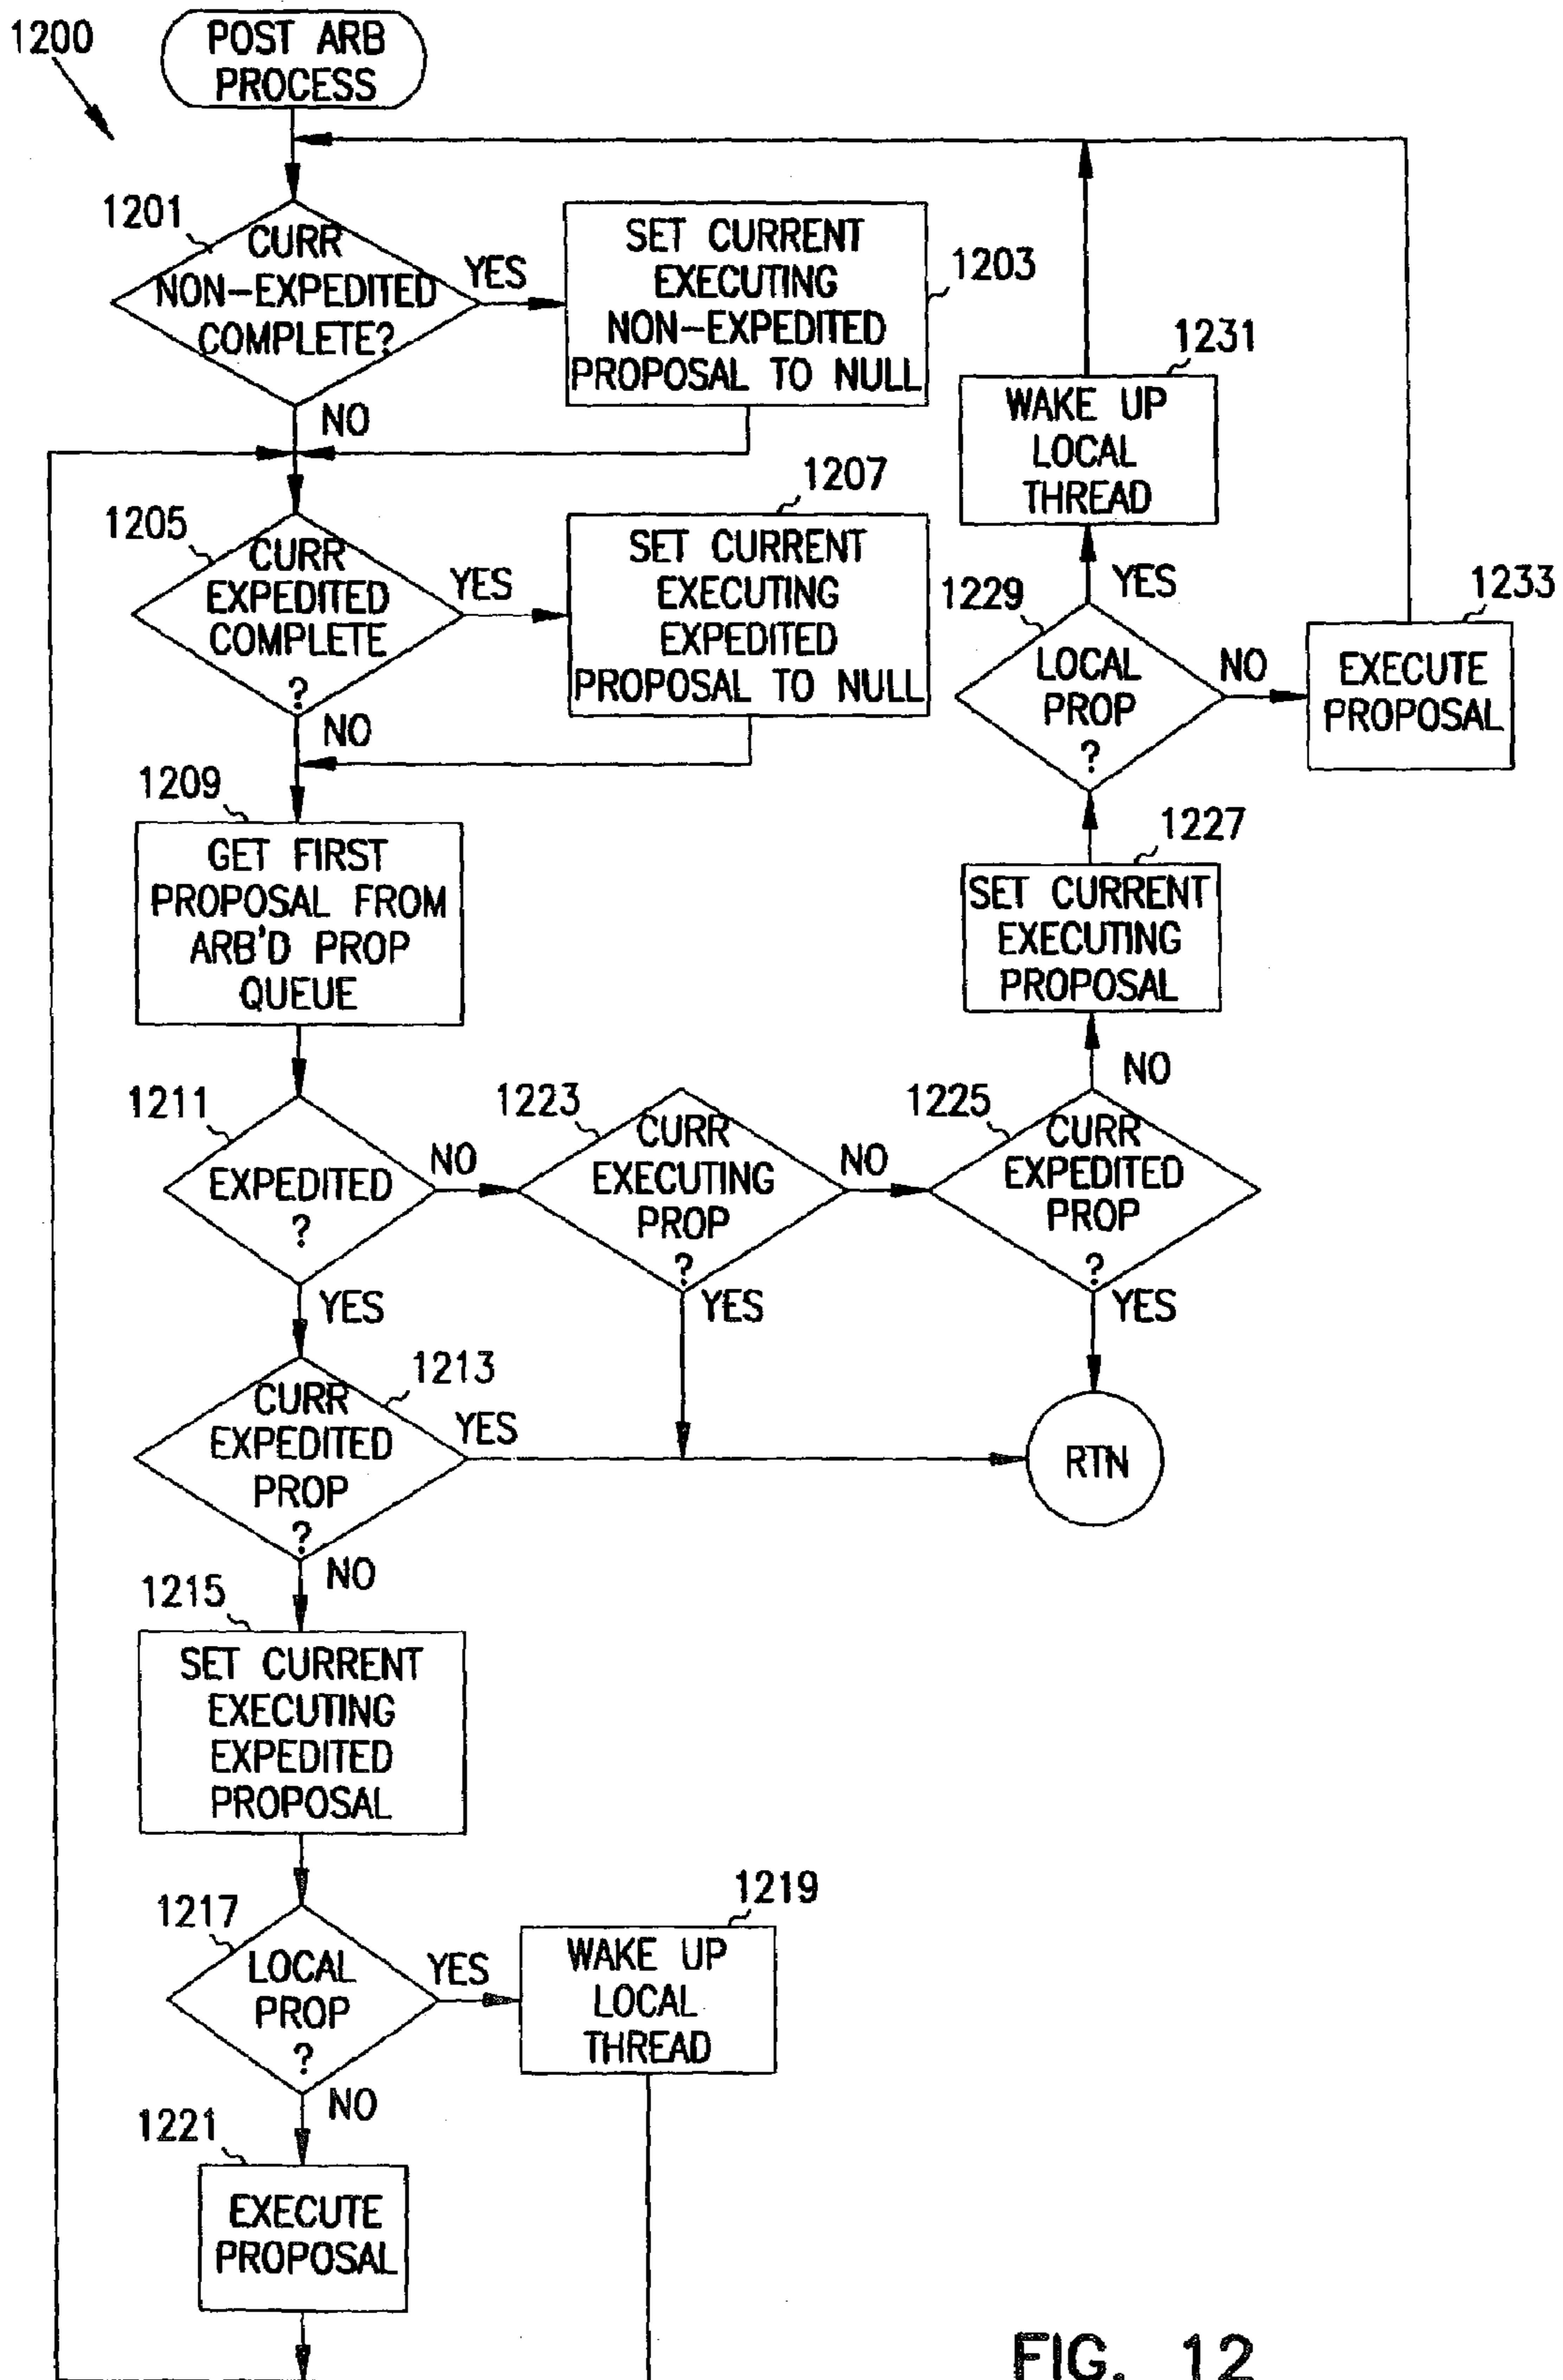 1200
POST ARB
PROCESS
1201
CURR
NON-EXPEDITED
COMPLETE?
YES
NO
SET CURRENT
EXECUTING
NON-EXPEDITED
PROPOSAL TO NULL
1203
1205
CURR
EXPEDITED
COMPLETE
?
YES
NO
1207
SET CURRENT
EXECUTING
EXPEDITED
PROPOSAL TO NULL
1231
WAKE UP
LOCAL
THREAD
YES
1229
LOCAL
PROP
?
NO
1233
EXECUTE
PROPOSAL
1227
SET CURRENT
EXECUTING
PROPOSAL
NO
1209
GET FIRST
PROPOSAL FROM
ARB'D PROP
QUEUE
1211
EXPEDITED
?
NO
YES
1223
CURR
EXECUTING
PROP
?
NO
YES
1225
CURR
EXPEDITED
PROP
?
YES
1213
CURR
EXPEDITED
PROP
?
YES
NO
RTN
1215
SET CURRENT
EXECUTING
EXPEDITED
PROPOSAL
1217
LOCAL
PROP
?
YES
NO
1219
WAKE UP
LOCAL
THREAD
1221
EXECUTE
PROPOSAL
FIG. 12